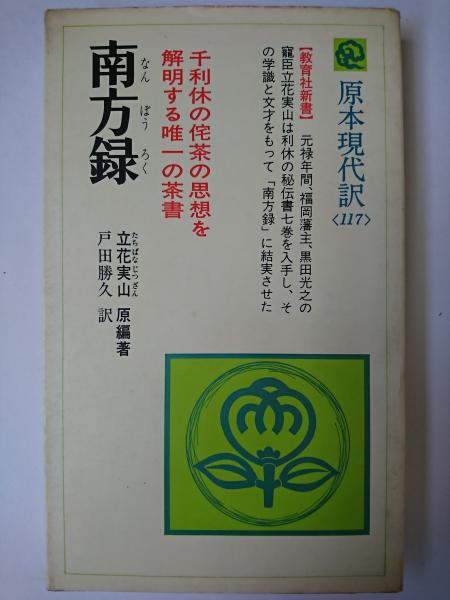 原本現代訳
〈117〉
【教育社新書】 元禄年間、福岡藩主、黒田光之の
寵臣立花実山は利休の秘伝書七巻を入手し、そ
の学識と文才をもって「南方録」に結実させた
千利休の侘茶の思想を
解明する唯一の茶書
南方録
なん ぼう ろく
立花実山 原編著
たちばなじつざん
戸田勝久 訳